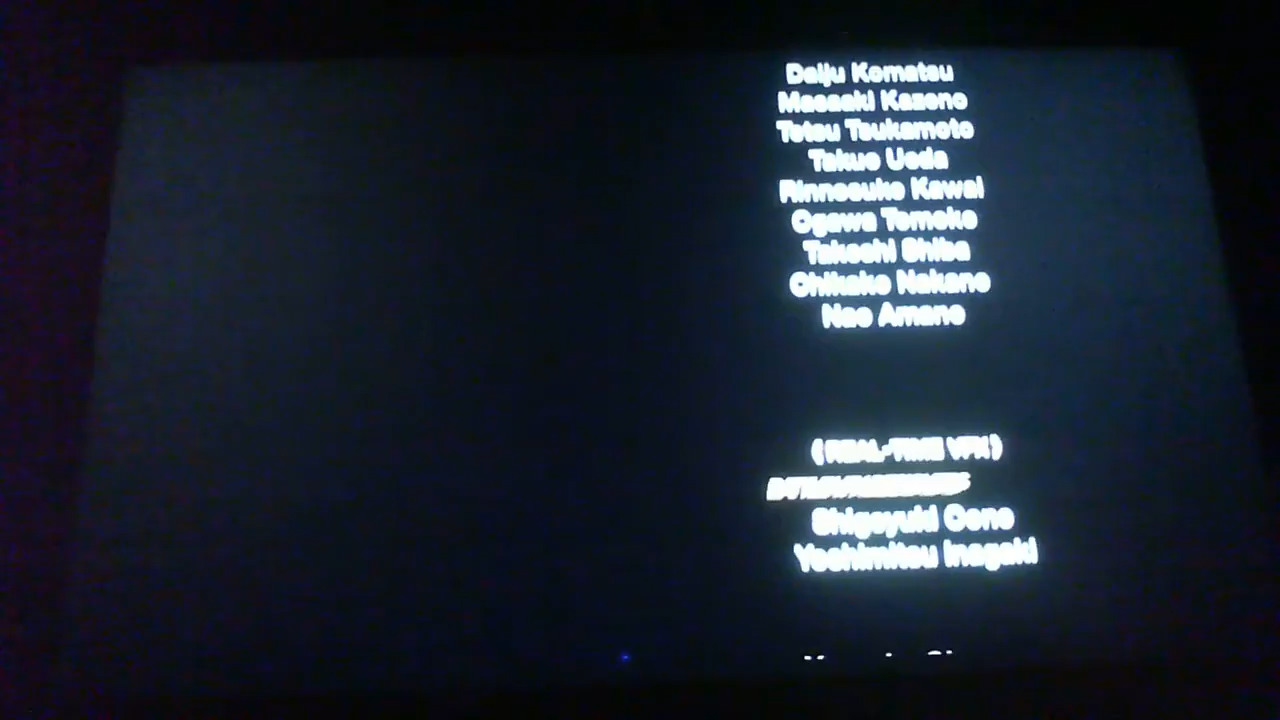 Daiju Komatsu
Masaaki Kazeno
Tetsu Tsukamoto
Takuo Ueda
Rinnosuke Kawai
Ogawa Tomoko
Takeshi Shiba
Chikako Nakano
Nao Amano
( REAL-TIME VFX )
Shigeyuki Oono
Yoshimitsu Inagaki